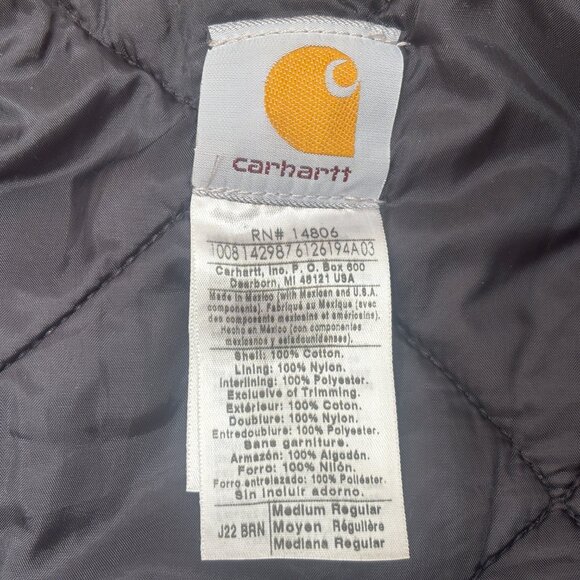 carhartt
RN# 14806
10081429876126194A03
Carhartt, Inc. P. O. Box 600
Dearborn, MI 48121 USA
Made in Mexico (with Mexican and U.S.A.
components). Fabriqué au Mexique (avec
des composants mexicains et américains).
Hecho en México (con componentes
mexicanos y de los E.U.A.).
Shell: 100% Cotton.
Lining: 100% Nylon.
Interlining: 100% Polyester.
Exclusive of Trimming.
Extérieur: 100% Coton.
Doublure: 100% Nylon.
Entredoublure: 100% Polyester.
Sans garniture.
Armazón: 100% Algodón.
Forro: 100% Nilón.
Forro entrelazado: 100% Poliéster.
Sin incluir adorno.
Medium Regular
J22 BRN Moyen Régulière
Mediana Regular